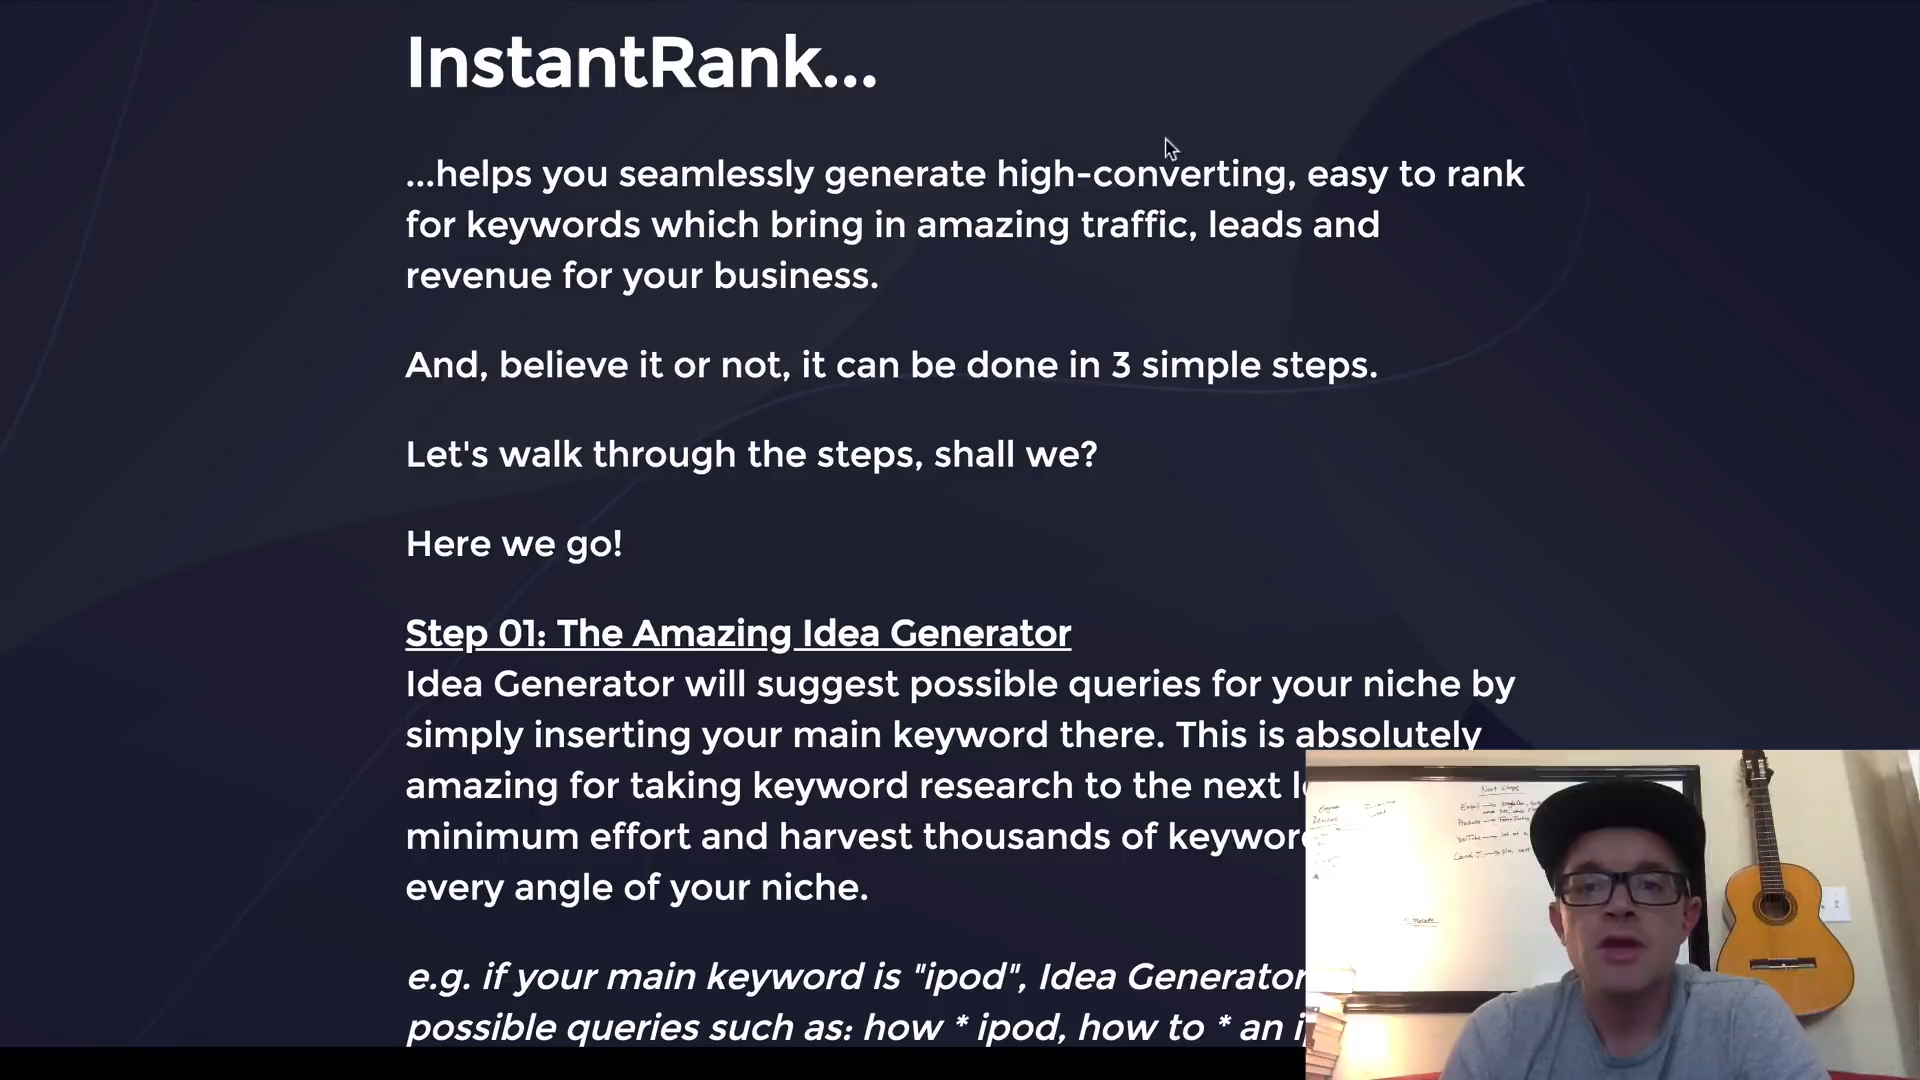 InstantRank...
...helps you seamlessly generate high-converting, easy to rank
for keywords which bring in amazing traffic, leads and
revenue for your business.
And, believe it or not, it can be done in 3 simple steps.
Let's walk through the steps, shall we?
Here we go!
Step 01: The Amazing Idea Generator
Idea Generator will suggest possible queries for your niche by
simply inserting your main keyword there. This is absolutely
amazing for taking keyword research to the next
minimum effort and harvest thousands of
every angle of your niche.
e.g. if your main keyword is "ipod", Idea Generator
possible queries such as: how * ipod, how to * an
Next Steps
Email
Products
YouTube